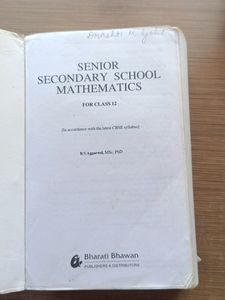 SENIOR
SECONDARY SCHOOL
MATHEMATICS
FOR CLASS 12
[In accordance with the latest CBSE syllabus]
R S Aggarwal, MSc, PhD
Bharati Bhawan
PUBLISHERS & DISTRIBUTORS